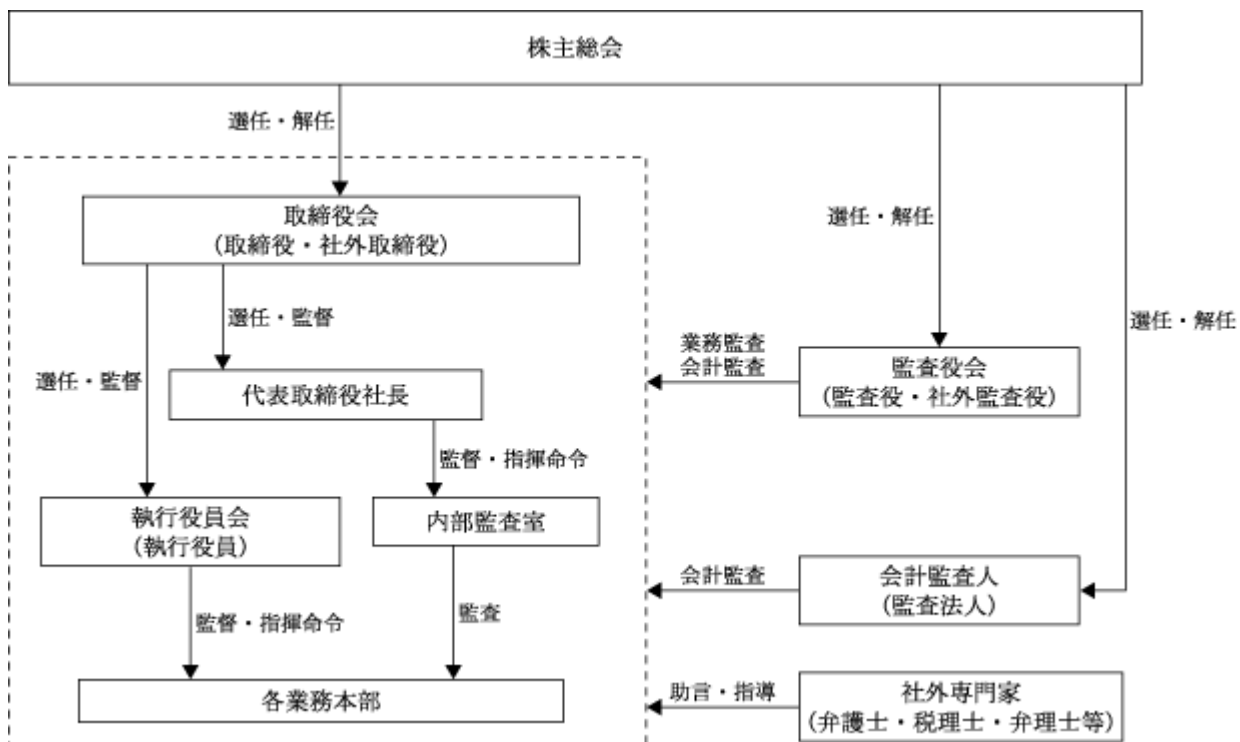 株主総会
選任・解任
取締役会
(取締役・社外取締役)
選任・解任
選任・監督
選任・解任
業務監査
会計監査
監査役会
(監査役・社外監査役)
選任・監督
代表取締役社長
監督・指揮命令
執行役員会
(執行役員)
内部監査室
会計監査
会計監査人
(監査法人)
監督・指揮命令
監査
各業務本部
助言・指導
社外専門家
(弁護士・税理士・弁理士等)